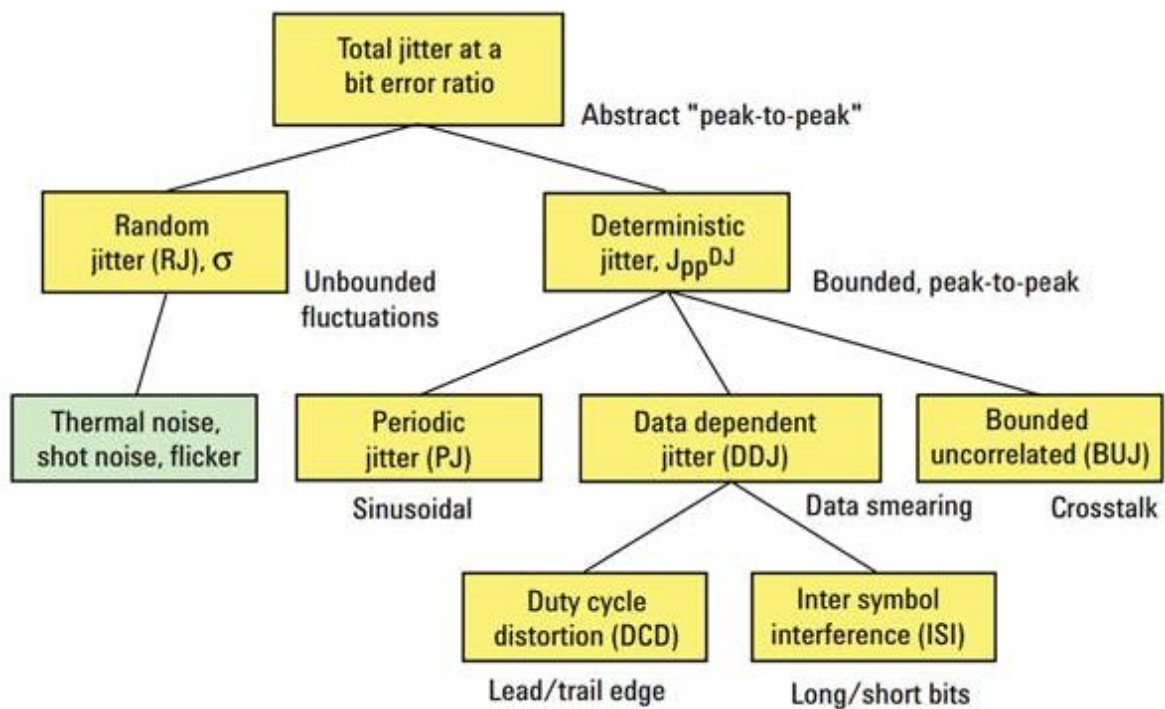 Total jitter at a
bit error ratio
Abstract "peak-to-peak"
Random
jitter (RJ), σ
Unbounded
fluctuations
Deterministic
jitter, JppDJ
Bounded, peak-to-peak
Thermal noise,
shot noise, flicker
Periodic
jitter (PJ)
Sinusoidal
Data dependent
jitter (DDJ)
Data smearing
Bounded
uncorrelated (BUJ)
Crosstalk
Duty cycle
distortion (DCD)
Lead/trail edge
Inter symbol
interference (ISI)
Long/short bits